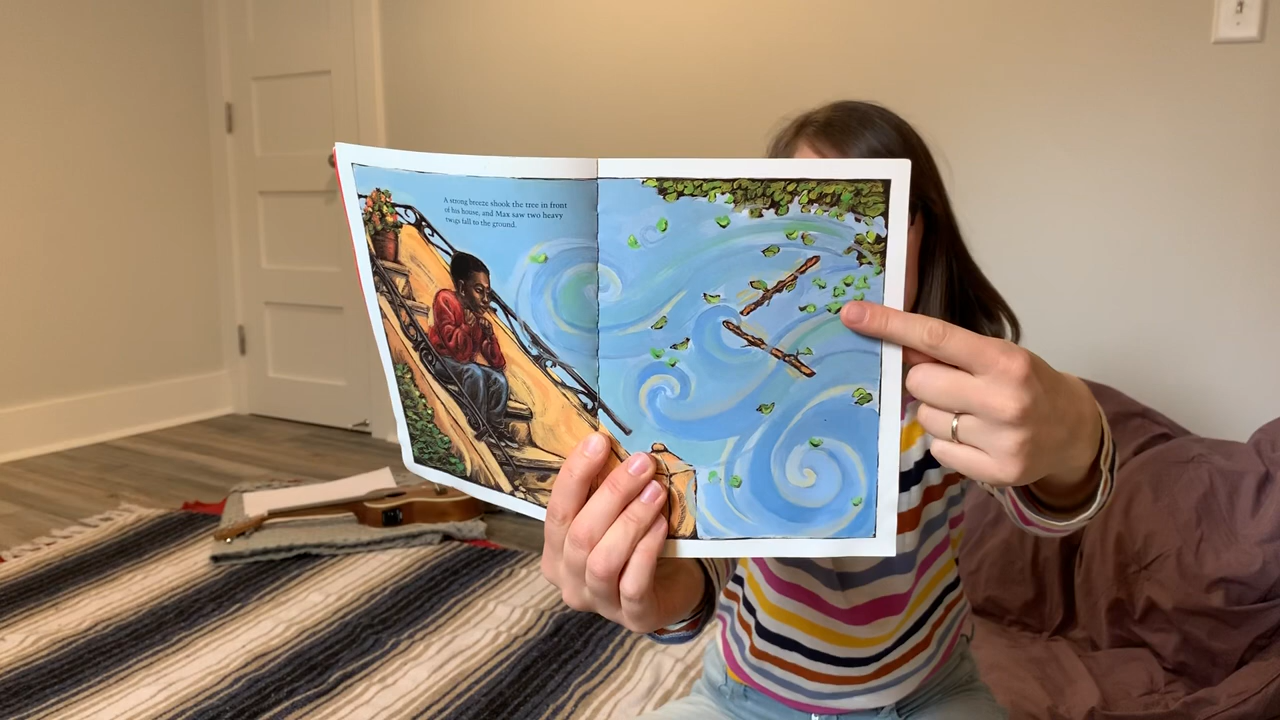 A strong breeze shook the tree in front
of his house, and Max saw two heavy
twigs fall to the ground.